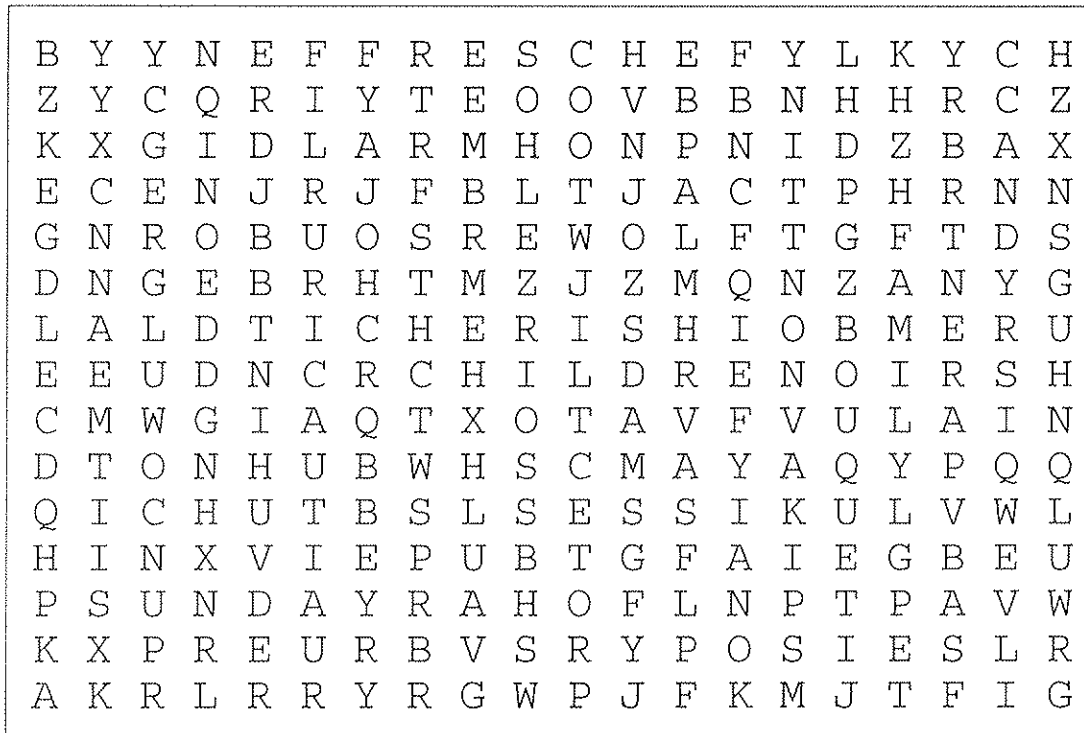 B Y Y N E F F R E S C H E F Y L K Y C H
Z Y C Q R I Y T E O O V B B N H H R C Z
K X G I D L A R M H O N P N I D Z B A X
E C E N J R J F B L T J A C T P H R N N
G N R O B U O S R E W O L F T G F T D S
D N G E B R H T M Z J Z M Q N Z A N Y G
L A L D T I C H E R I S H I O B M E R U
E E U D N C R C H I L D R E N O I R S H
C M W G I A Q T X O T A V F V U L A I N
D T O N H U B W H S C M A Y A Q Y P Q Q
Q I C H U T B S L S E S S I K U L V W L
H I N X V I E P U B T G F A I E G B E U
P S U N D A Y R A H O F L N P T P A V W
K X P R E U R B V S R Y P O S I E S L R
A K R L R R Y R G W P J F K M J T F I G